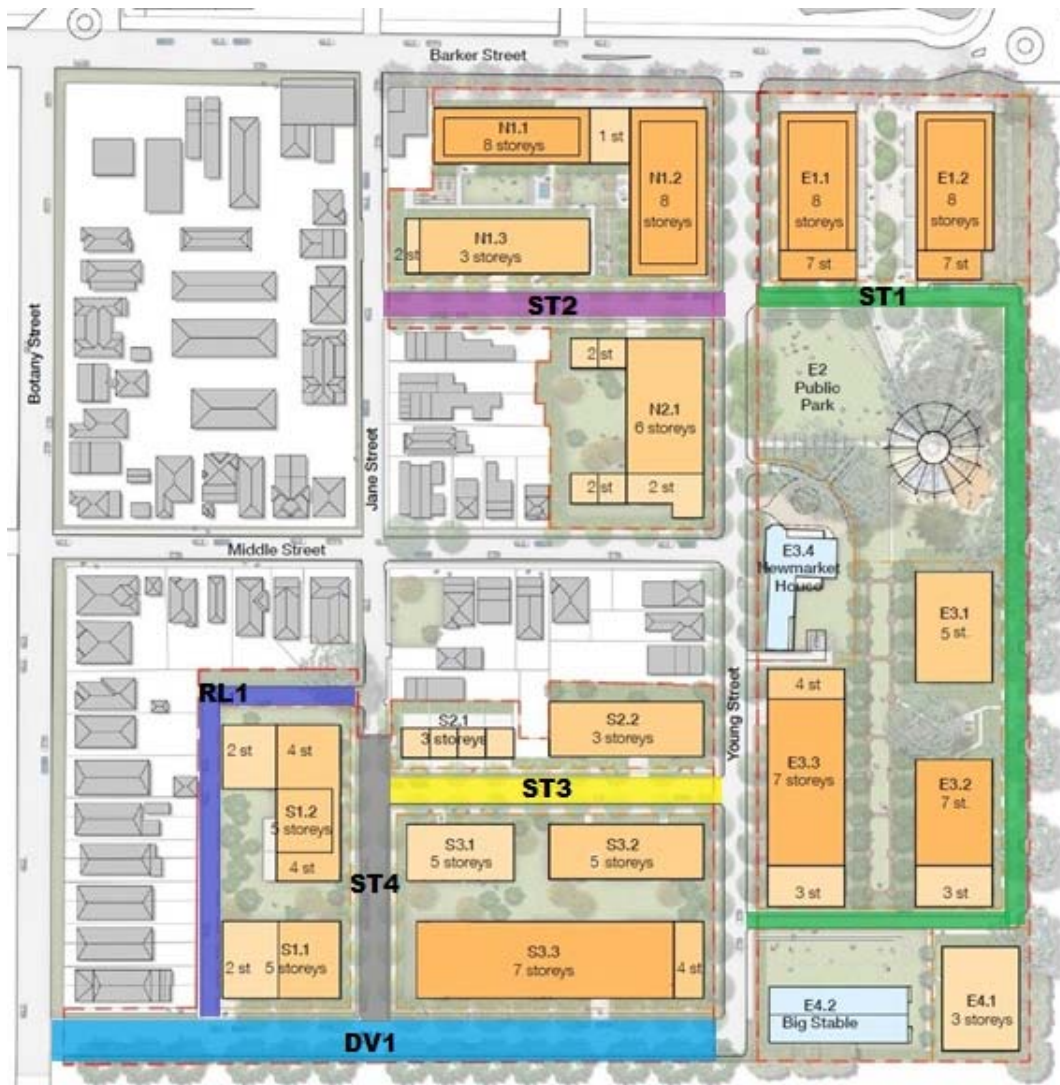 Barker Street
N1.1
8 storeys
1 st
N1.2
8
storeys
E1.1
8
storeys
E1.2
8
storeys
N1.3
3 storeys
2 st
7 st
7 st
ST2
ST1
Botany Street
Jane Street
2 st
N2.1
6 storeys
2 st
2 st
E2
Public
Park
Middle Street
E3.4
Newmarket
House
E3.1
5 st.
RL1
2 st
4 st
S2.1
3 storeys
S2.2
3 storeys
Young Street
4 st
E3.3
7 storeys
E3.2
7 st.
ST3
S1.2
5 storeys
4 st
S3.1
5 storeys
S3.2
5 storeys
ST4
3 st
3 st
S1.1
2 st
5 storeys
S3.3
7 storeys
4 st
E4.2
Big Stable
E4.1
3 storeys
DV1